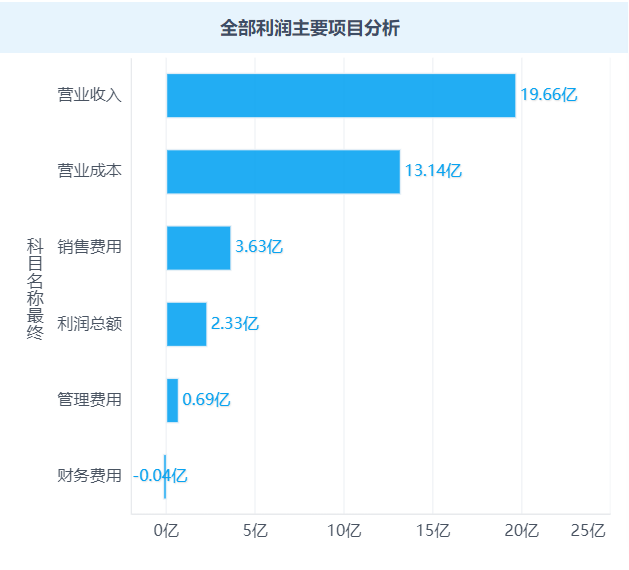 全部利润主要项目分析
营业收入
19.66亿
营业成本
13.14亿
销售费用
3.63亿
科目名称最终
利润总额
2.33亿
管理费用
0.69亿
财务费用
-0.04亿
0亿 5亿 10亿 15亿 20亿 25亿